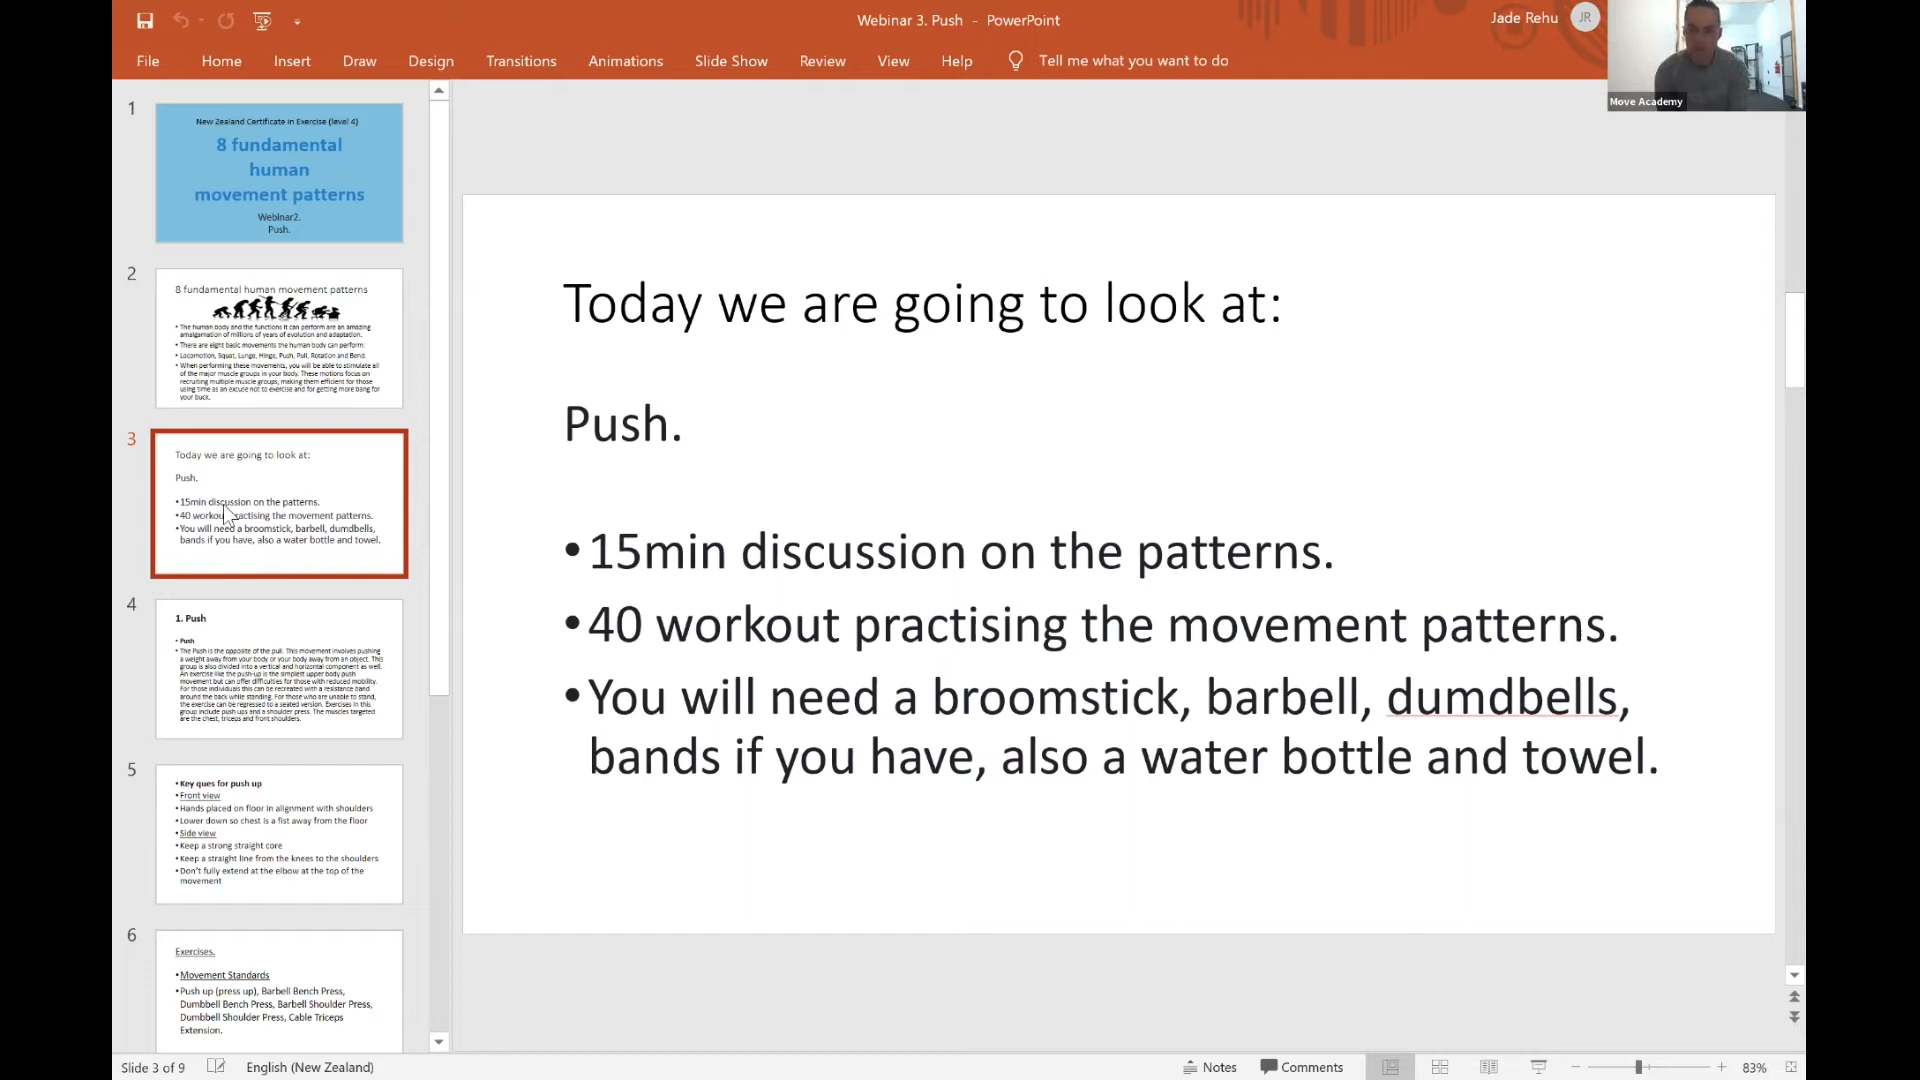 Webinar 3. Push - PowerPoint
Jade Rehu
JR
File
Home
Insert
Draw
Design
Transitions
Animations
Slide Show
Review
View
Help
Tell me what you want to do
Move Academy
1
New Zealand Certificate in Exercise (level 4)
8 fundamental
human
movement patterns
Webinar2.
Push.
2
8 fundamental human movement patterns
• The human body and the functions it can perform are an amazing
amalgamation of millions of years of evolution and adaptation.
• There are eight basic movements the human body can perform:
• Locomotion, Squat, Lunge, Hinge, Push, Pull, Rotation and Bend.
• When performing these movements, you will be able to stimulate all
of the major muscle groups in your body. These motions focus on
recruiting multiple muscle groups, making them efficient for those
using time as an excuse not to exercise and for getting more bang for
your buck.
3
Today we are going to look at:
Push.
• 15min discussion on the patterns.
• 40 workout practising the movement patterns.
• You will need a broomstick, barbell, dumdbells,
bands if you have, also a water bottle and towel.
4
1. Push
• Push
• The Push is the opposite of the pull. This movement involves pushing
a weight away from your body or your body away from an object. This
group is also divided into a vertical and horizontal component as well.
An exercise like the push-up is the simplest upper body push
movement but can offer difficulties for those with reduced mobility.
For those individuals this can be recreated with a resistance band
around the back while standing. For those who are unable to stand,
the exercise can be regressed to a seated version. Exercises in this
group include push ups and a shoulder press. The muscles targeted
are the chest, triceps and front shoulders.
5
• Key ques for push up
• Front view
• Hands placed on floor in alignment with shoulders
• Lower down so chest is a fist away from the floor
• Side view
• Keep a strong straight core
• Keep a straight line from the knees to the shoulders
• Don't fully extend at the elbow at the top of the
movement
6
Exercises.
• Movement Standards
• Push up (press up), Barbell Bench Press,
Dumbbell Bench Press, Barbell Shoulder Press,
Dumbbell Shoulder Press, Cable Triceps
Extension.
Today we are going to look at:
Push.
• 15min discussion on the patterns.
• 40 workout practising the movement patterns.
• You will need a broomstick, barbell, dumdbells,
bands if you have, also a water bottle and towel.
Slide 3 of 9
English (New Zealand)
Notes
Comments
83%